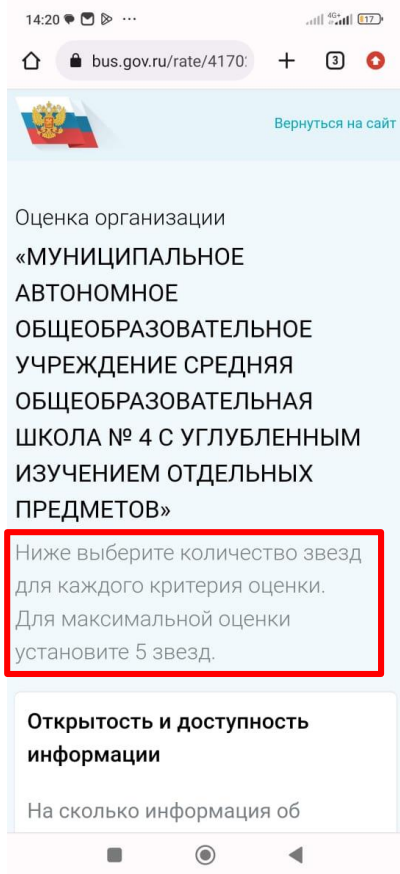 14:20 ...
4G+ 17
bus.gov.ru/rate/4170
3
Вернуться на сайт
Оценка организации
«МУНИЦИПАЛЬНОЕ
АВТОНОМНОЕ
ОБЩЕОБРАЗОВАТЕЛЬНОЕ
УЧРЕЖДЕНИЕ СРЕДНЯЯ
ОБЩЕОБРАЗОВАТЕЛЬНАЯ
ШКОЛА № 4 С УГЛУБЛЕННЫМ
ИЗУЧЕНИЕМ ОТДЕЛЬНЫХ
ПРЕДМЕТОВ»
Ниже выберите количество звезд
для каждого критерия оценки.
Для максимальной оценки
установите 5 звезд.
Открытость и доступность
информации
На сколько информация об